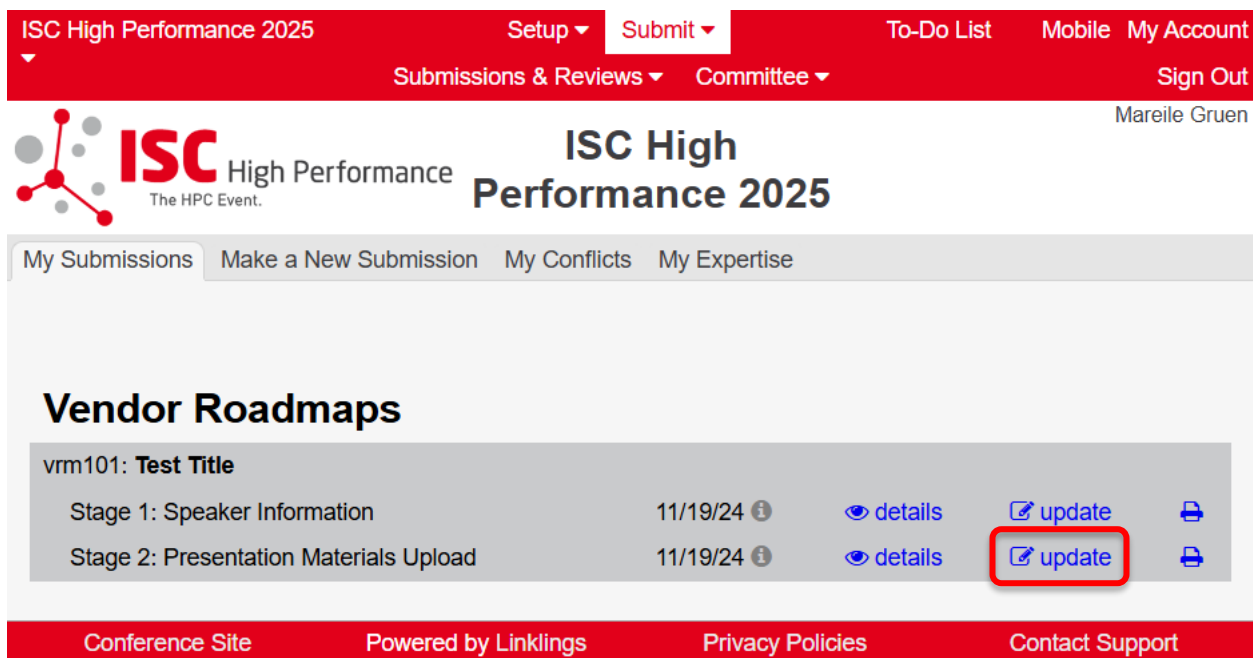 ISC High Performance 2025 Setup Submit To-Do List Mobile My Account
Submissions & Reviews Committee Sign Out
Mareile Gruen
ISC High Performance
The HPC Event.
ISC High
Performance 2025
My Submissions Make a New Submission My Conflicts My Expertise
Vendor Roadmaps
vrm101: Test Title
Stage 1: Speaker Information 11/19/24 details update
Stage 2: Presentation Materials Upload 11/19/24 details update
Conference Site Powered by Linklings Privacy Policies Contact Support